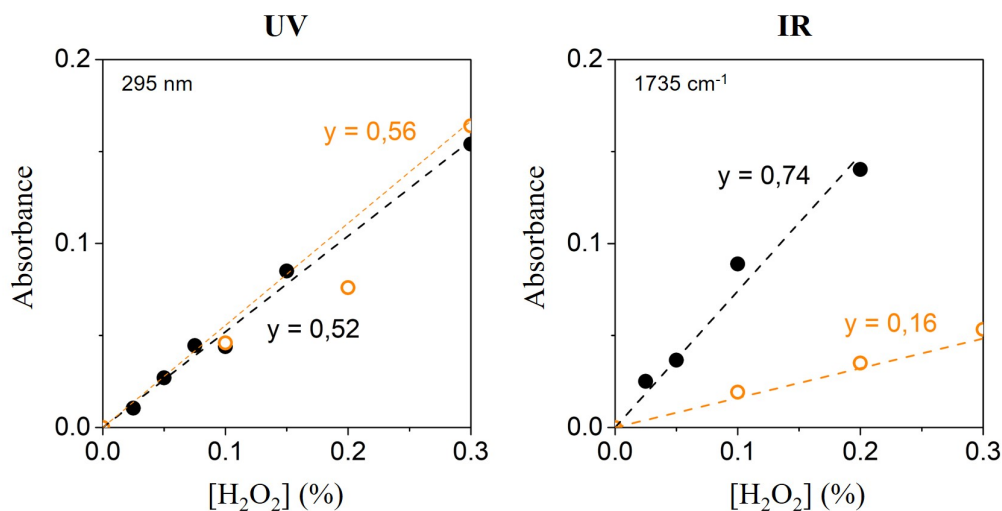 UV
295 nm
y = 0,56
y = 0,52
Absorbance
0.2
0.1
0.0
0.0 0.1 0.2 0.3
[H₂O₂] (%)
IR
1735 cm⁻¹
y = 0,74
y = 0,16
Absorbance
0.2
0.1
0.0
0.0 0.1 0.2 0.3
[H₂O₂] (%)